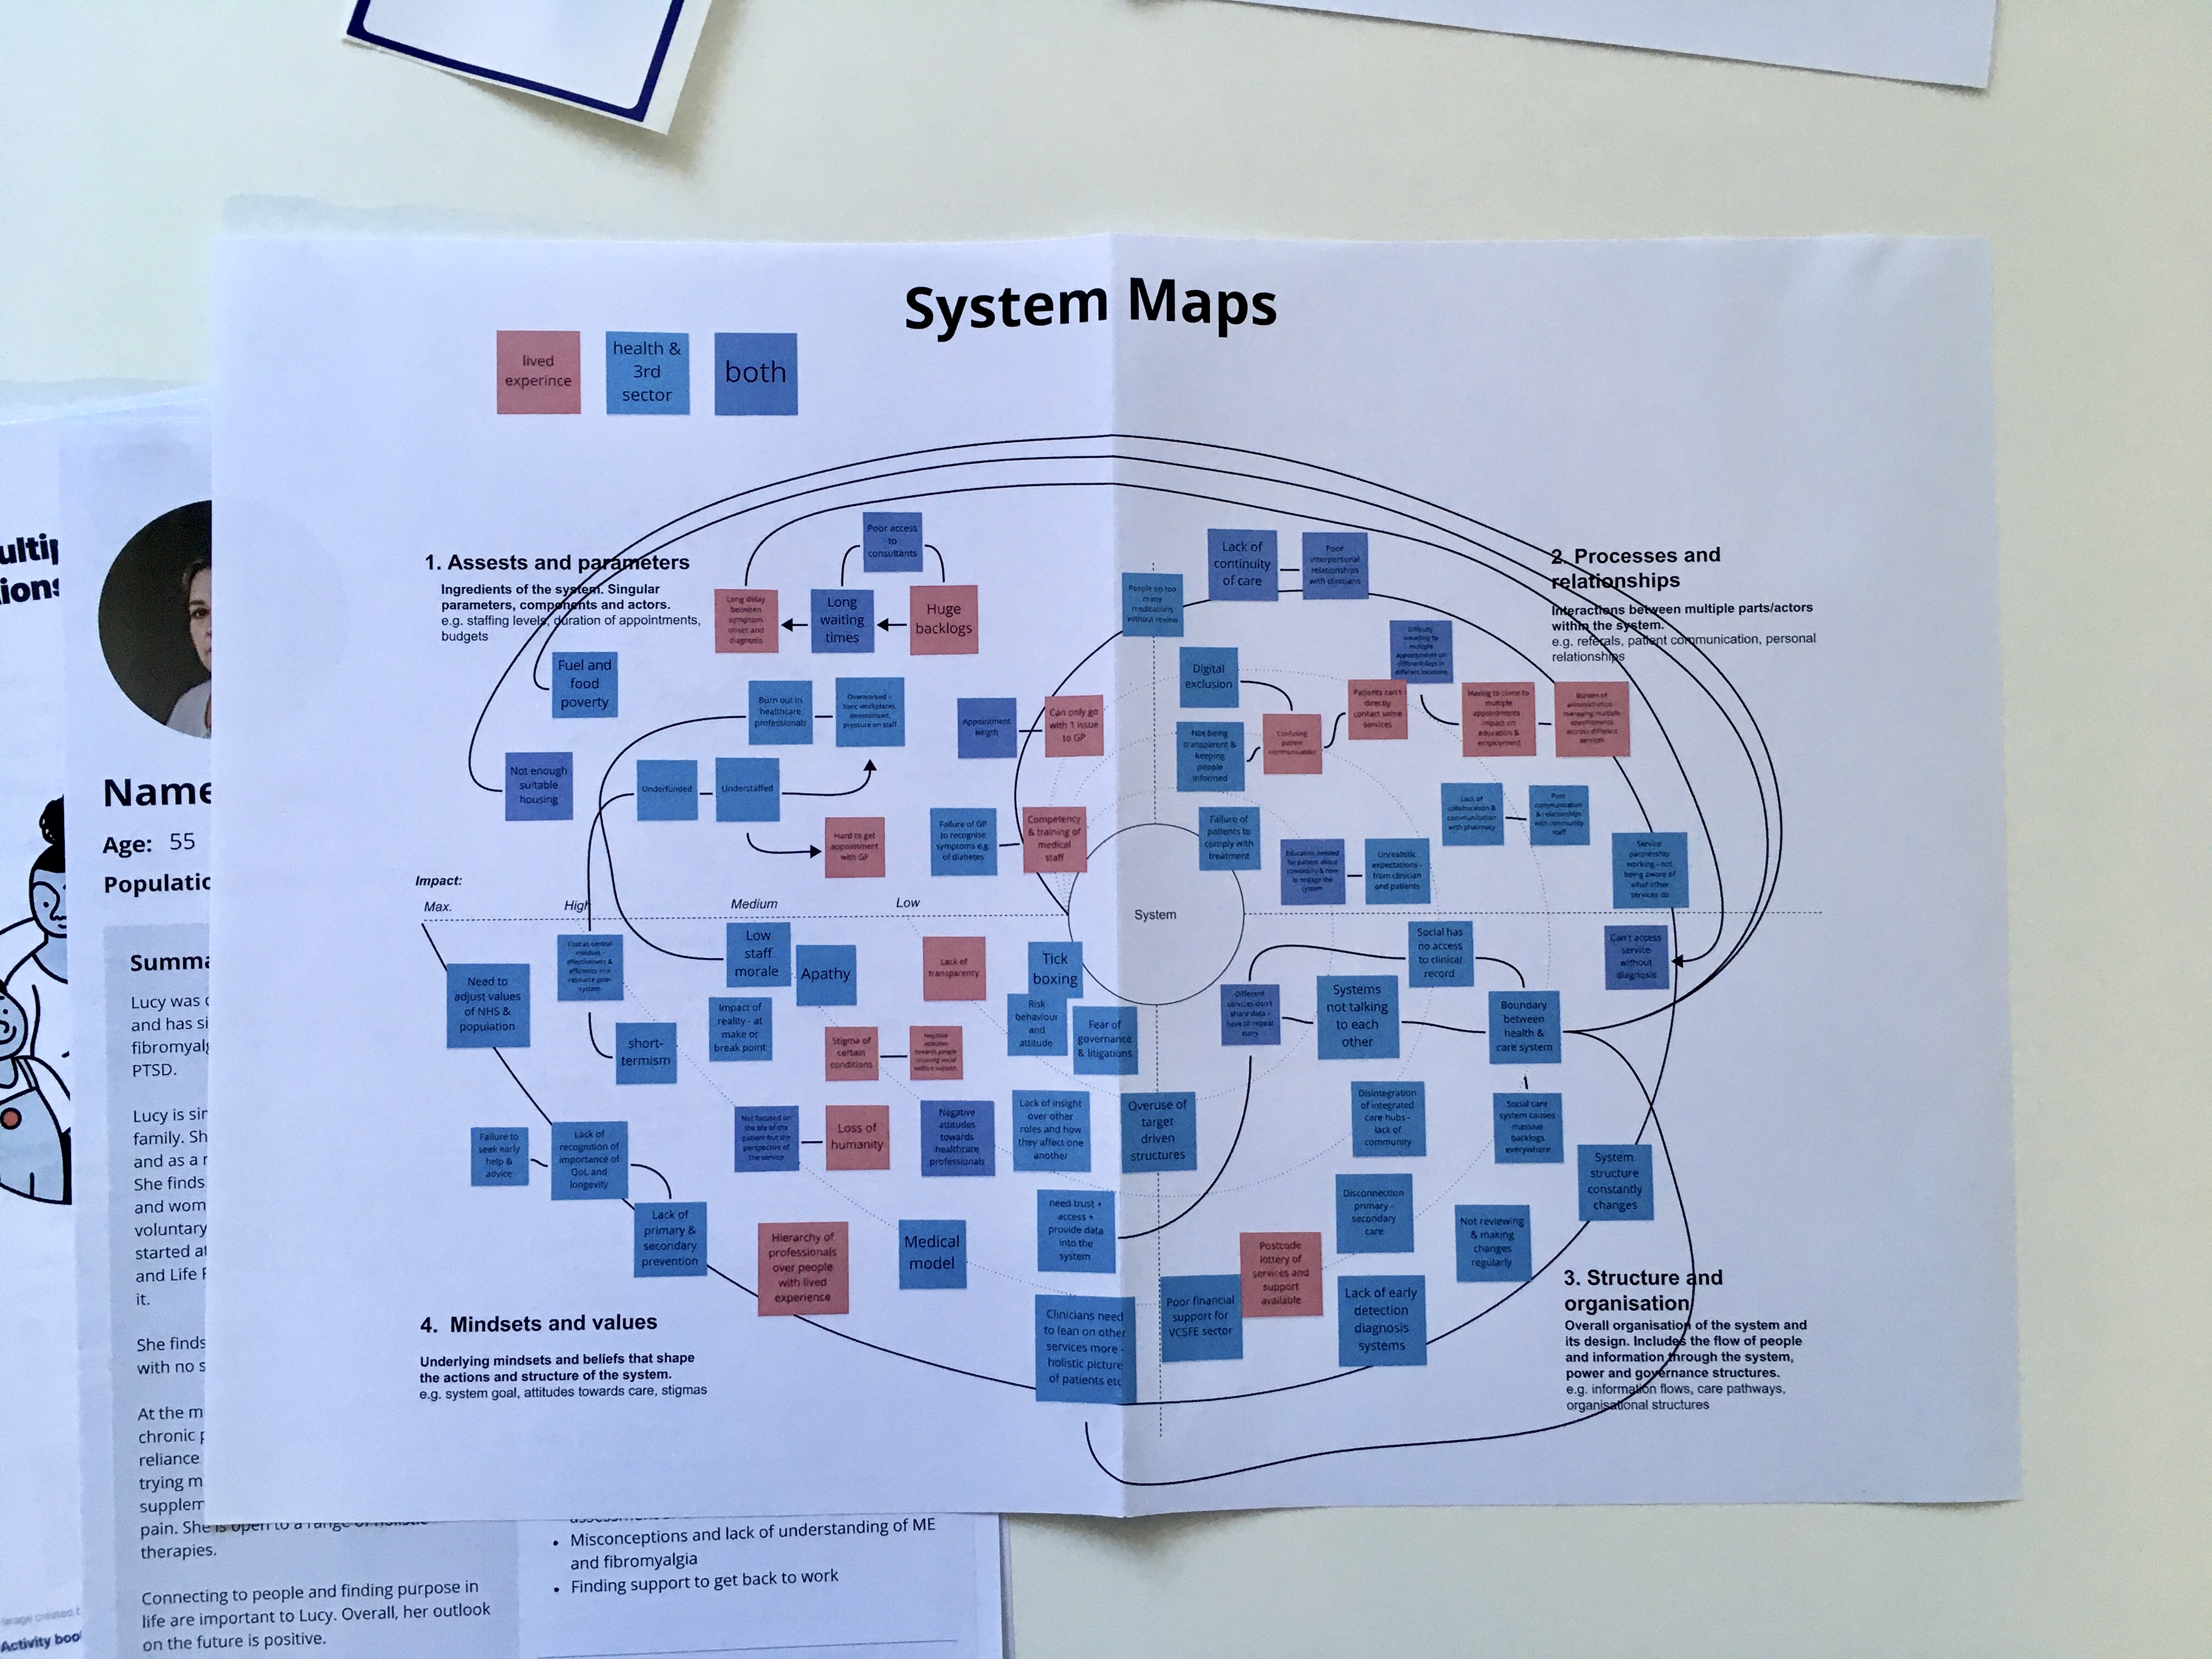 System Maps
lived
experince
health &
3rd
sector
both
1. Assests and parameters
Ingredients of the system. Singular
parameters, components and actors.
e.g. staffing levels, duration of appointments,
budgets
2. Processes and
relationships
Interactions between multiple parts/actors
within the system.
e.g. referals, patient communication, personal
relationships
Poor access
to
consultants
Long delay
between
symptom
onset and
diagnosis
Long
waiting
times
Huge
backlogs
Fuel and
food
poverty
Burn out in
healthcare
professionals
Overworked -
toxic workplaces,
desensitised,
pressure on staff
Appointment
length
Can only go
with 1 issue
to GP
Not enough
suitable
housing
Underfunded
Understaffed
Hard to get
appointment
with GP
Failure of GP
to recognise
symptoms e.g.
of diabetes
Competency
& training of
medical
staff
People on too
many
medications
without review
Lack of
continuity
of care
Poor
interpersonal
relationships
with clinicians
Digital
exclusion
Difficulty
traveling to
multiple
appointments on
different days in
different locations
Patients can't
directly
contact some
services
Having to come to
multiple
appointments
impact on
education &
employment
Burden of
administration
managing multiple
appointments
across different
services
Not being
transparent &
keeping
people
informed
Confusing
patient
communication
Lack of
collaboration &
communication
with pharmacy
Poor
communication
& relationships
with community
staff
Failure of
patients to
comply with
treatment
Education needed
for patient about
conditions & how
to engage the
system
Unrealistic
expectations -
from clinician
and patients
Service
partnership
working - not
being aware of
what other
services do
Impact:
Max.
High
Medium
Low
System
Need to
adjust values
of NHS &
population
Cost as central
mindset -
effectiveness &
efficiency in a
resource poor
system
short-
termism
Low
staff
morale
Apathy
Impact of
reality - at
make or
break point
Lack of
transparency
Tick
boxing
Risk
behaviour
and
attitude
Fear of
governance
& litigations
Stigma of
certain
conditions
Negative
attitudes
towards people
receiving social
welfare support
Failure to
seek early
help &
advice
Lack of
recognition of
importance of
QoL and
longevity
Lack of
primary &
secondary
prevention
Not focused on
the life of the
patient but the
perspective of
the service
Loss of
humanity
Negative
attitudes
towards
healthcare
professionals
Lack of insight
over other
roles and how
they affect one
another
Overuse of
target
driven
structures
need trust +
access +
provide data
into the
system
Hierarchy of
professionals
over people
with lived
experience
Medical
model
Clinicians need
to lean on other
services more -
holistic picture
of patients etc
Different
services don't
share data -
have to repeat
story
Systems
not talking
to each
other
Social has
no access
to clinical
record
Boundary
between
health &
care system
Can't access
service
without
diagnosis
Disintegration
of integrated
care hubs -
lack of
community
Social care
system causes
massive
backlogs
everywhere
System
structure
constantly
changes
Disconnection
primary -
secondary
care
Not reviewing
& making
changes
regularly
Postcode
lottery of
services and
support
available
Poor financial
support for
VCSFE sector
Lack of early
detection
diagnosis
systems
4. Mindsets and values
Underlying mindsets and beliefs that shape
the actions and structure of the system.
e.g. system goal, attitudes towards care, stigmas
3. Structure and
organisation
Overall organisation of the system and
its design. Includes the flow of people
and information through the system,
power and governance structures.
e.g. information flows, care pathways,
organisational structures
Name
Age: 55
Populatio
Summa
Lucy was
and has si
fibromyalg
PTSD.
Lucy is sin
family. Sh
and as a
She finds
and wom
voluntary
started at
and Life
it.
She finds
with no s
At the m
chronic p
reliance
trying m
supplem
pain. She is open to a range of holistic
therapies.
Connecting to people and finding purpose in
life are important to Lucy. Overall, her outlook
on the future is positive.
• Misconceptions and lack of understanding of ME
and fibromyalgia
• Finding support to get back to work
Image created
Activity boo